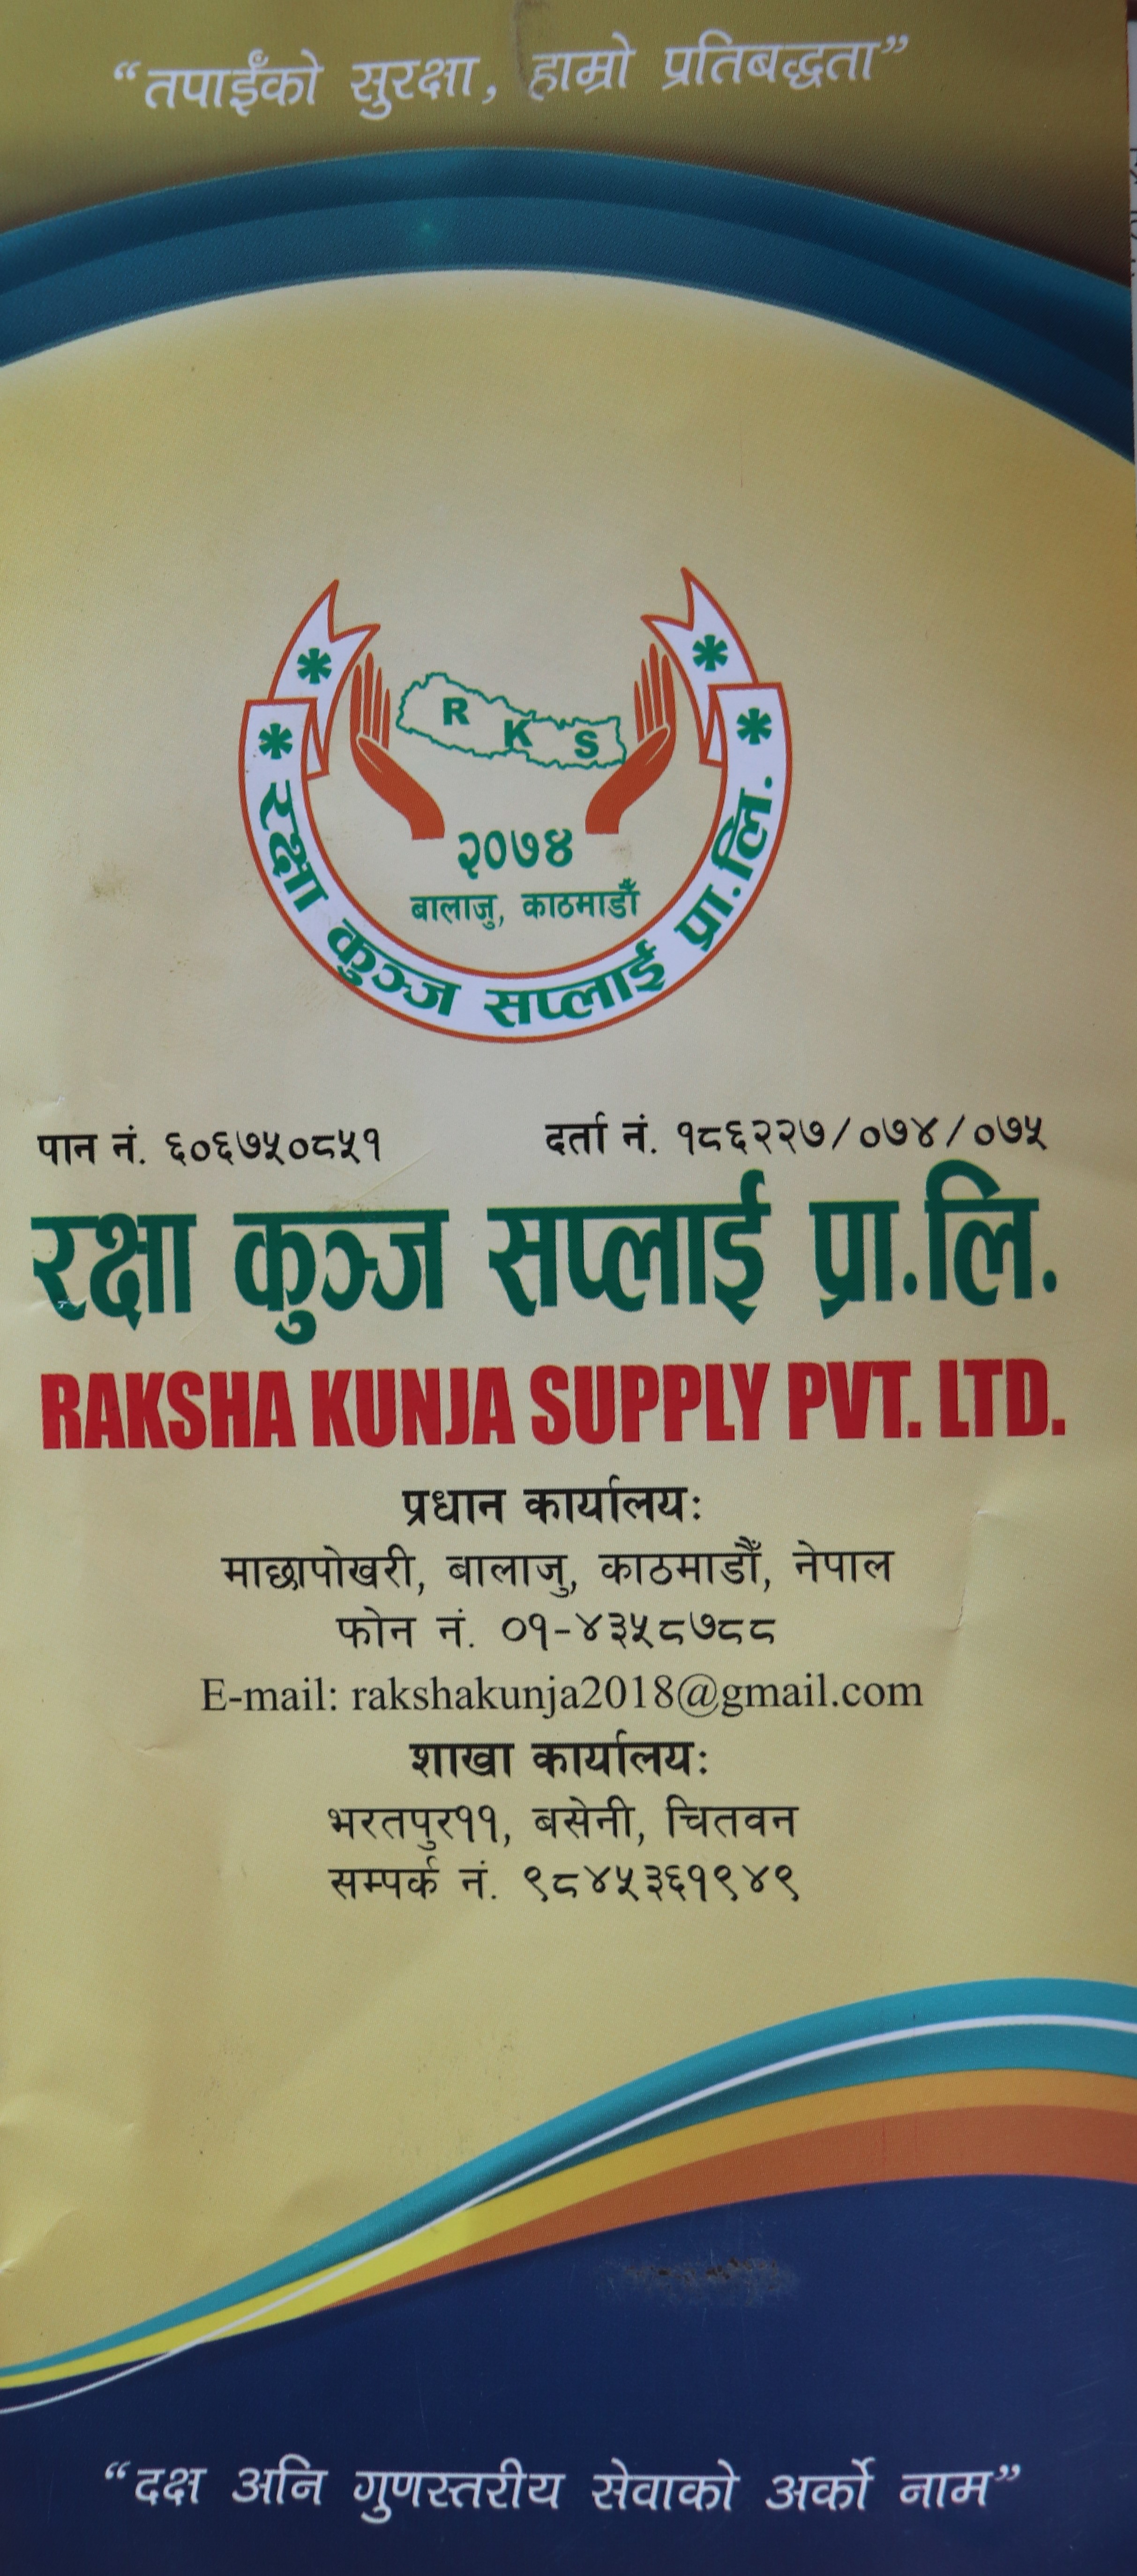 “तपाईँको सुरक्षा, हाम्रो प्रतिबद्धता”
R K S
२०७४
बालाजु, काठमाडौँ
रक्षा कुञ्ज सप्लाई प्रा.लि.
पान नं. ६०६७५०८५१ दर्ता नं. १८६२२७/०७४/०७५
रक्षा कुञ्ज सप्लाई प्रा.लि.
RAKSHA KUNJA SUPPLY PVT. LTD.
प्रधान कार्यालयः
माछापोखरी, बालाजु, काठमाडौँ, नेपाल
फोन नं. ०१-४३५८७८८
E-mail: rakshakunja2018@gmail.com
शाखा कार्यालयः
भरतपुर११, बसेनी, चितवन
सम्पर्क नं. ९८४५३६१९४९
“दक्ष अनि गुणस्तरीय सेवाको अर्को नाम”